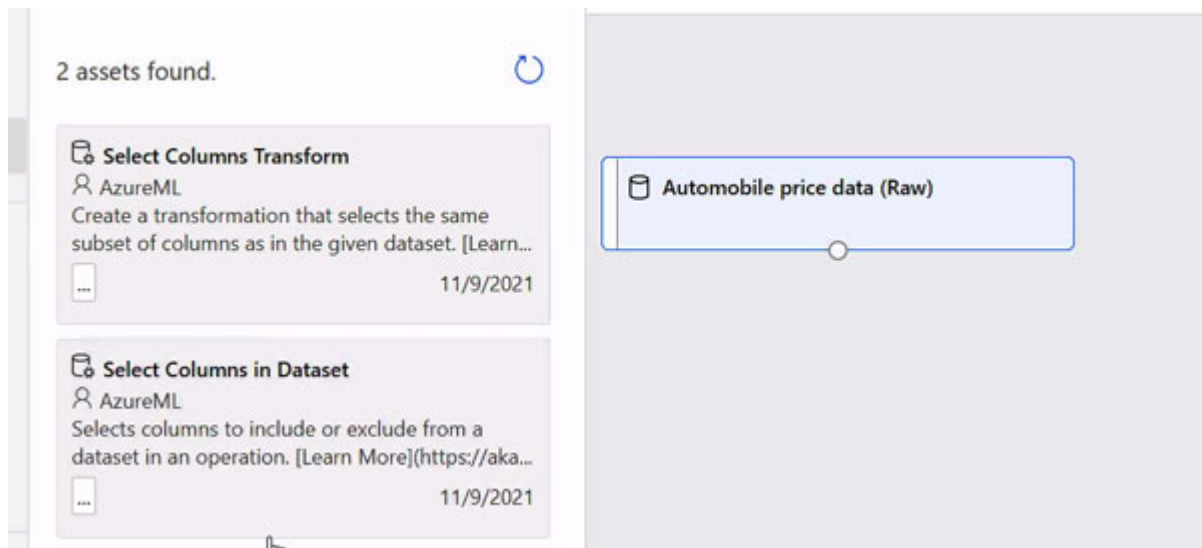 2 assets found.
Select Columns Transform
AzureML
Create a transformation that selects the same
subset of columns as in the given dataset. [Learn...
...
11/9/2021
Select Columns in Dataset
AzureML
Selects columns to include or exclude from a
dataset in an operation. [Learn More](https://aka...
...
11/9/2021
Automobile price data (Raw)